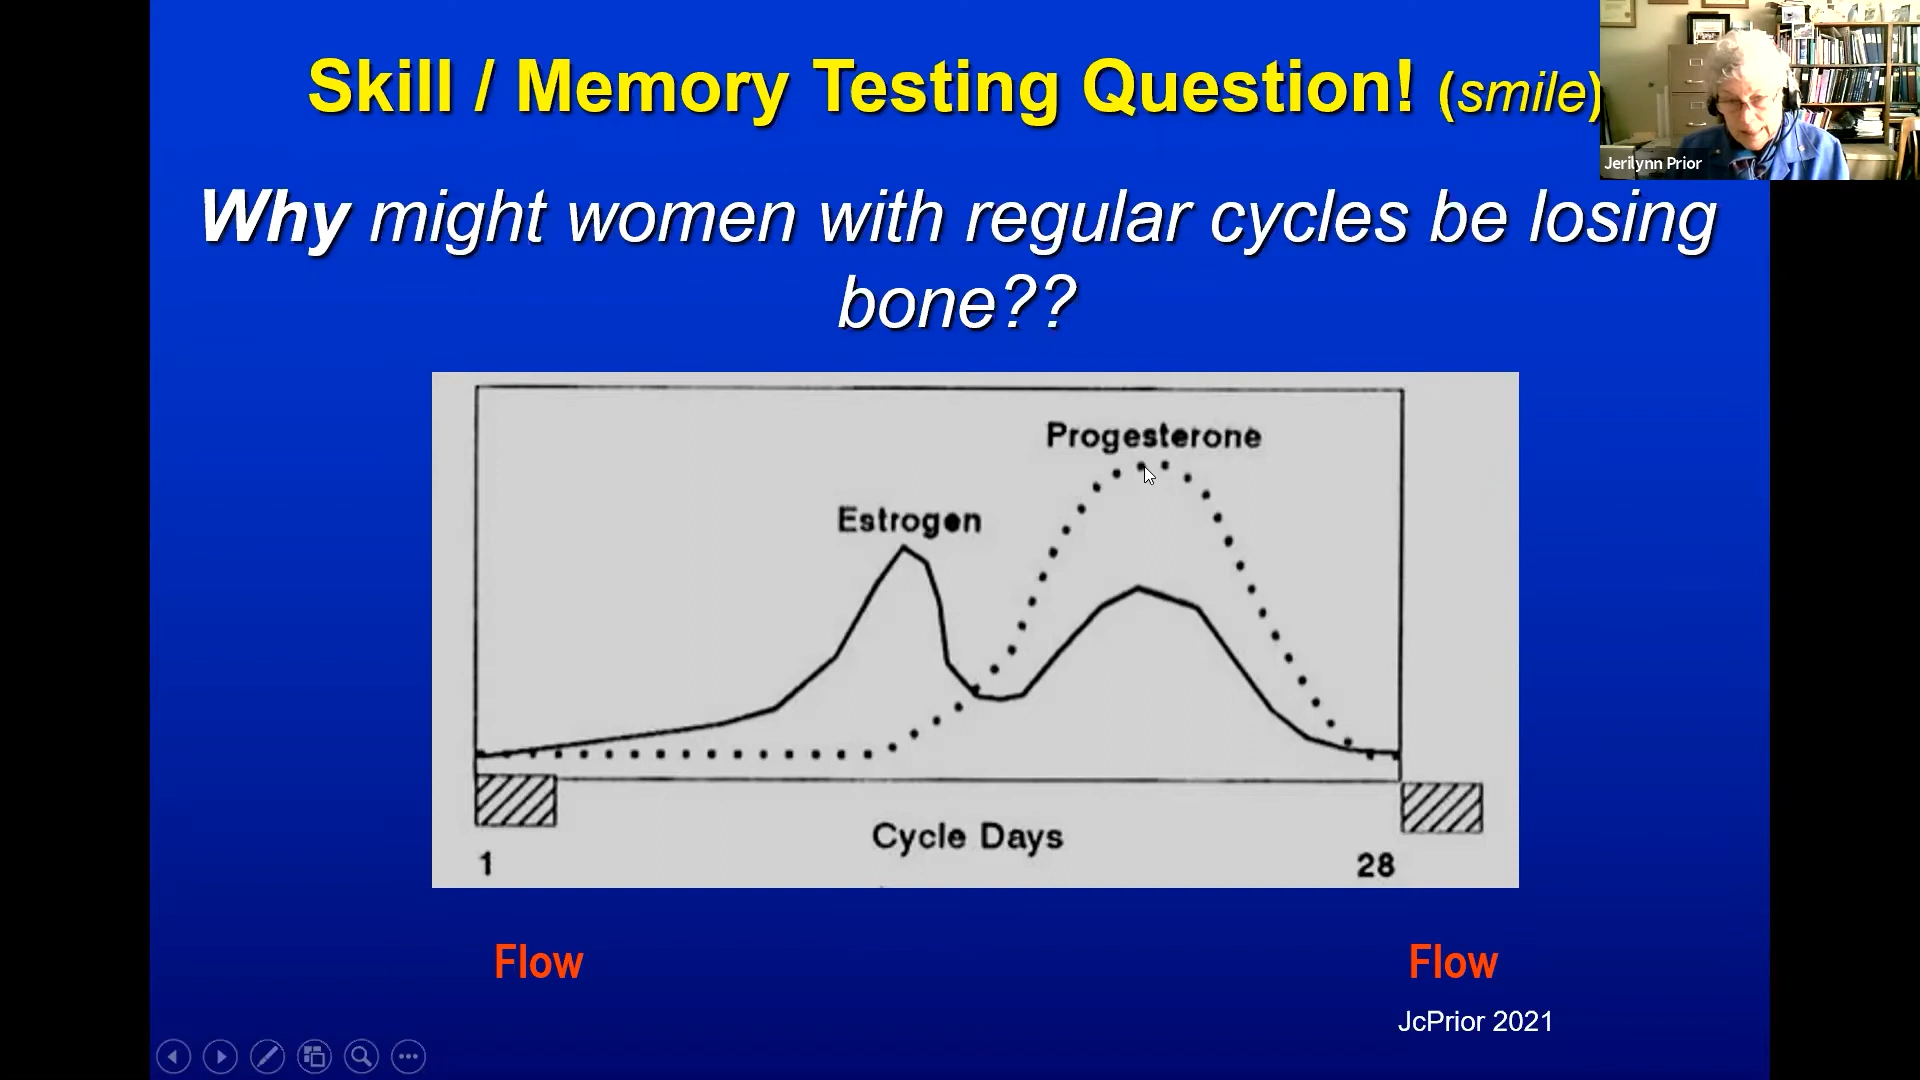 Skill / Memory Testing Question! (smile)
Jerilynn Prior
Why might women with regular cycles be losing
bone??
Progesterone
Estrogen
Cycle Days
1
28
Flow
Flow
JcPrior 2021